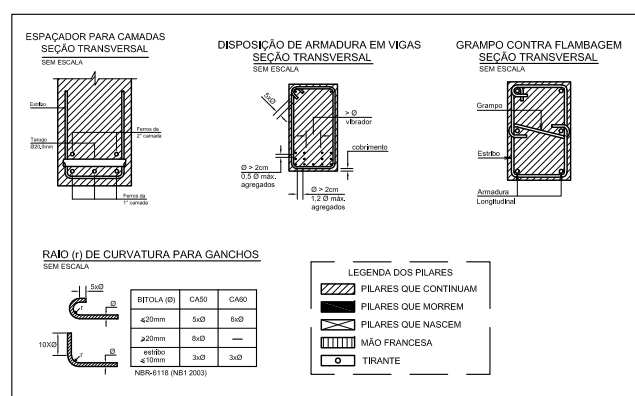 ESPAÇADOR PARA CAMADAS
SEÇÃO TRANSVERSAL
SEM ESCALA
Estribo
Tarugo
Ø20,0mm
Ferros da
2° camada
Ferros da
1° camada
DISPOSIÇÃO DE ARMADURA EM VIGAS
SEÇÃO TRANSVERSAL
SEM ESCALA
5xØ
> Ø
vibrador
cobrimento
Ø > 2cm
0,5 Ø máx.
agregados
Ø > 2cm
1,2 Ø máx.
agregados
GRAMPO CONTRA FLAMBAGEM
SEÇÃO TRANSVERSAL
SEM ESCALA
Grampo
Estribo
Armadura
Longitudinal
RAIO (r) DE CURVATURA PARA GANCHOS
SEM ESCALA
5xØ
Ø
r
10XØ
Ø
r
BITOLA (Ø) CA50 CA60
⩽20mm 5xØ 6xØ
⩾20mm 8xØ —
estribo
⩽10mm 3xØ 3xØ
NBR-6118 (NB1 2003)
LEGENDA DOS PILARES
PILARES QUE CONTINUAM
PILARES QUE MORREM
PILARES QUE NASCEM
MÃO FRANCESA
TIRANTE